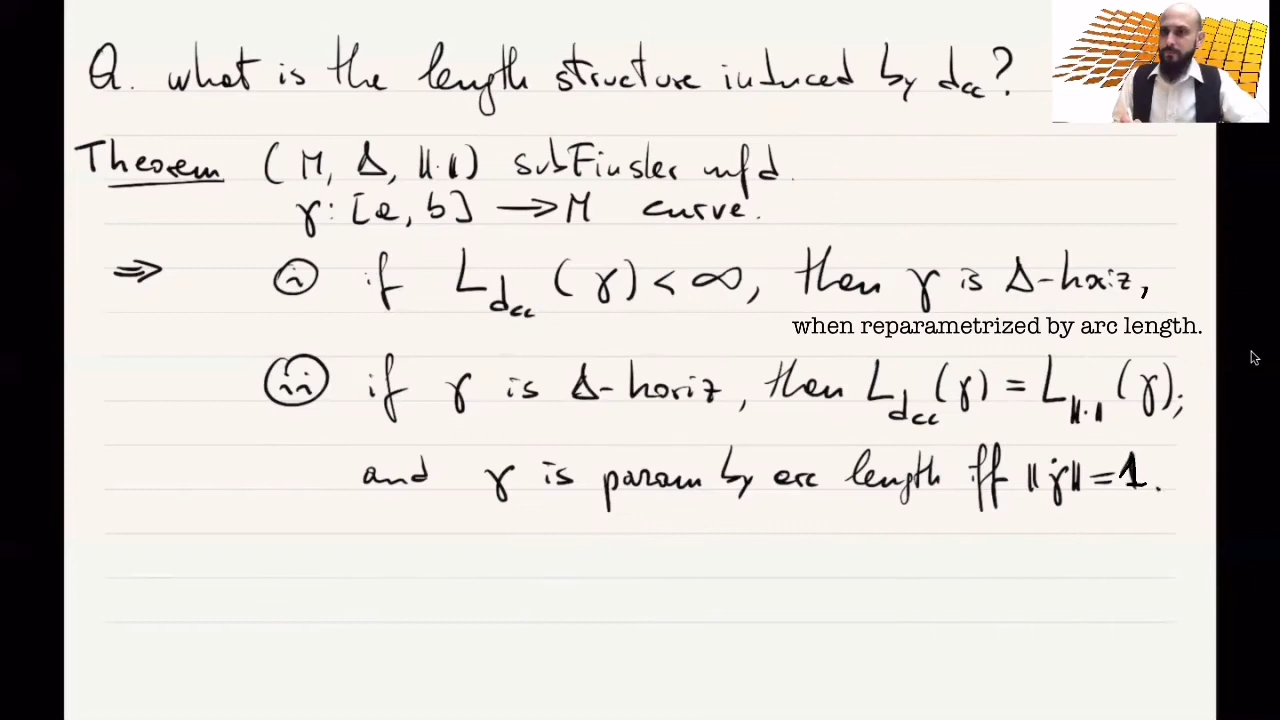 Q. what is the length structure induced by dcc?
Theorem (M, Δ, ‖·‖) subFinsler mfd.
γ: [a, b] → M curve.
⇒ (i) if L_dcc (γ) < ∞, then γ is Δ-horiz,
when reparametrized by arc length.
(ii) if γ is Δ-horiz, then L_dcc (γ) = L_‖·‖ (γ);
and γ is param by arc length iff ‖γ̇‖ = 1.